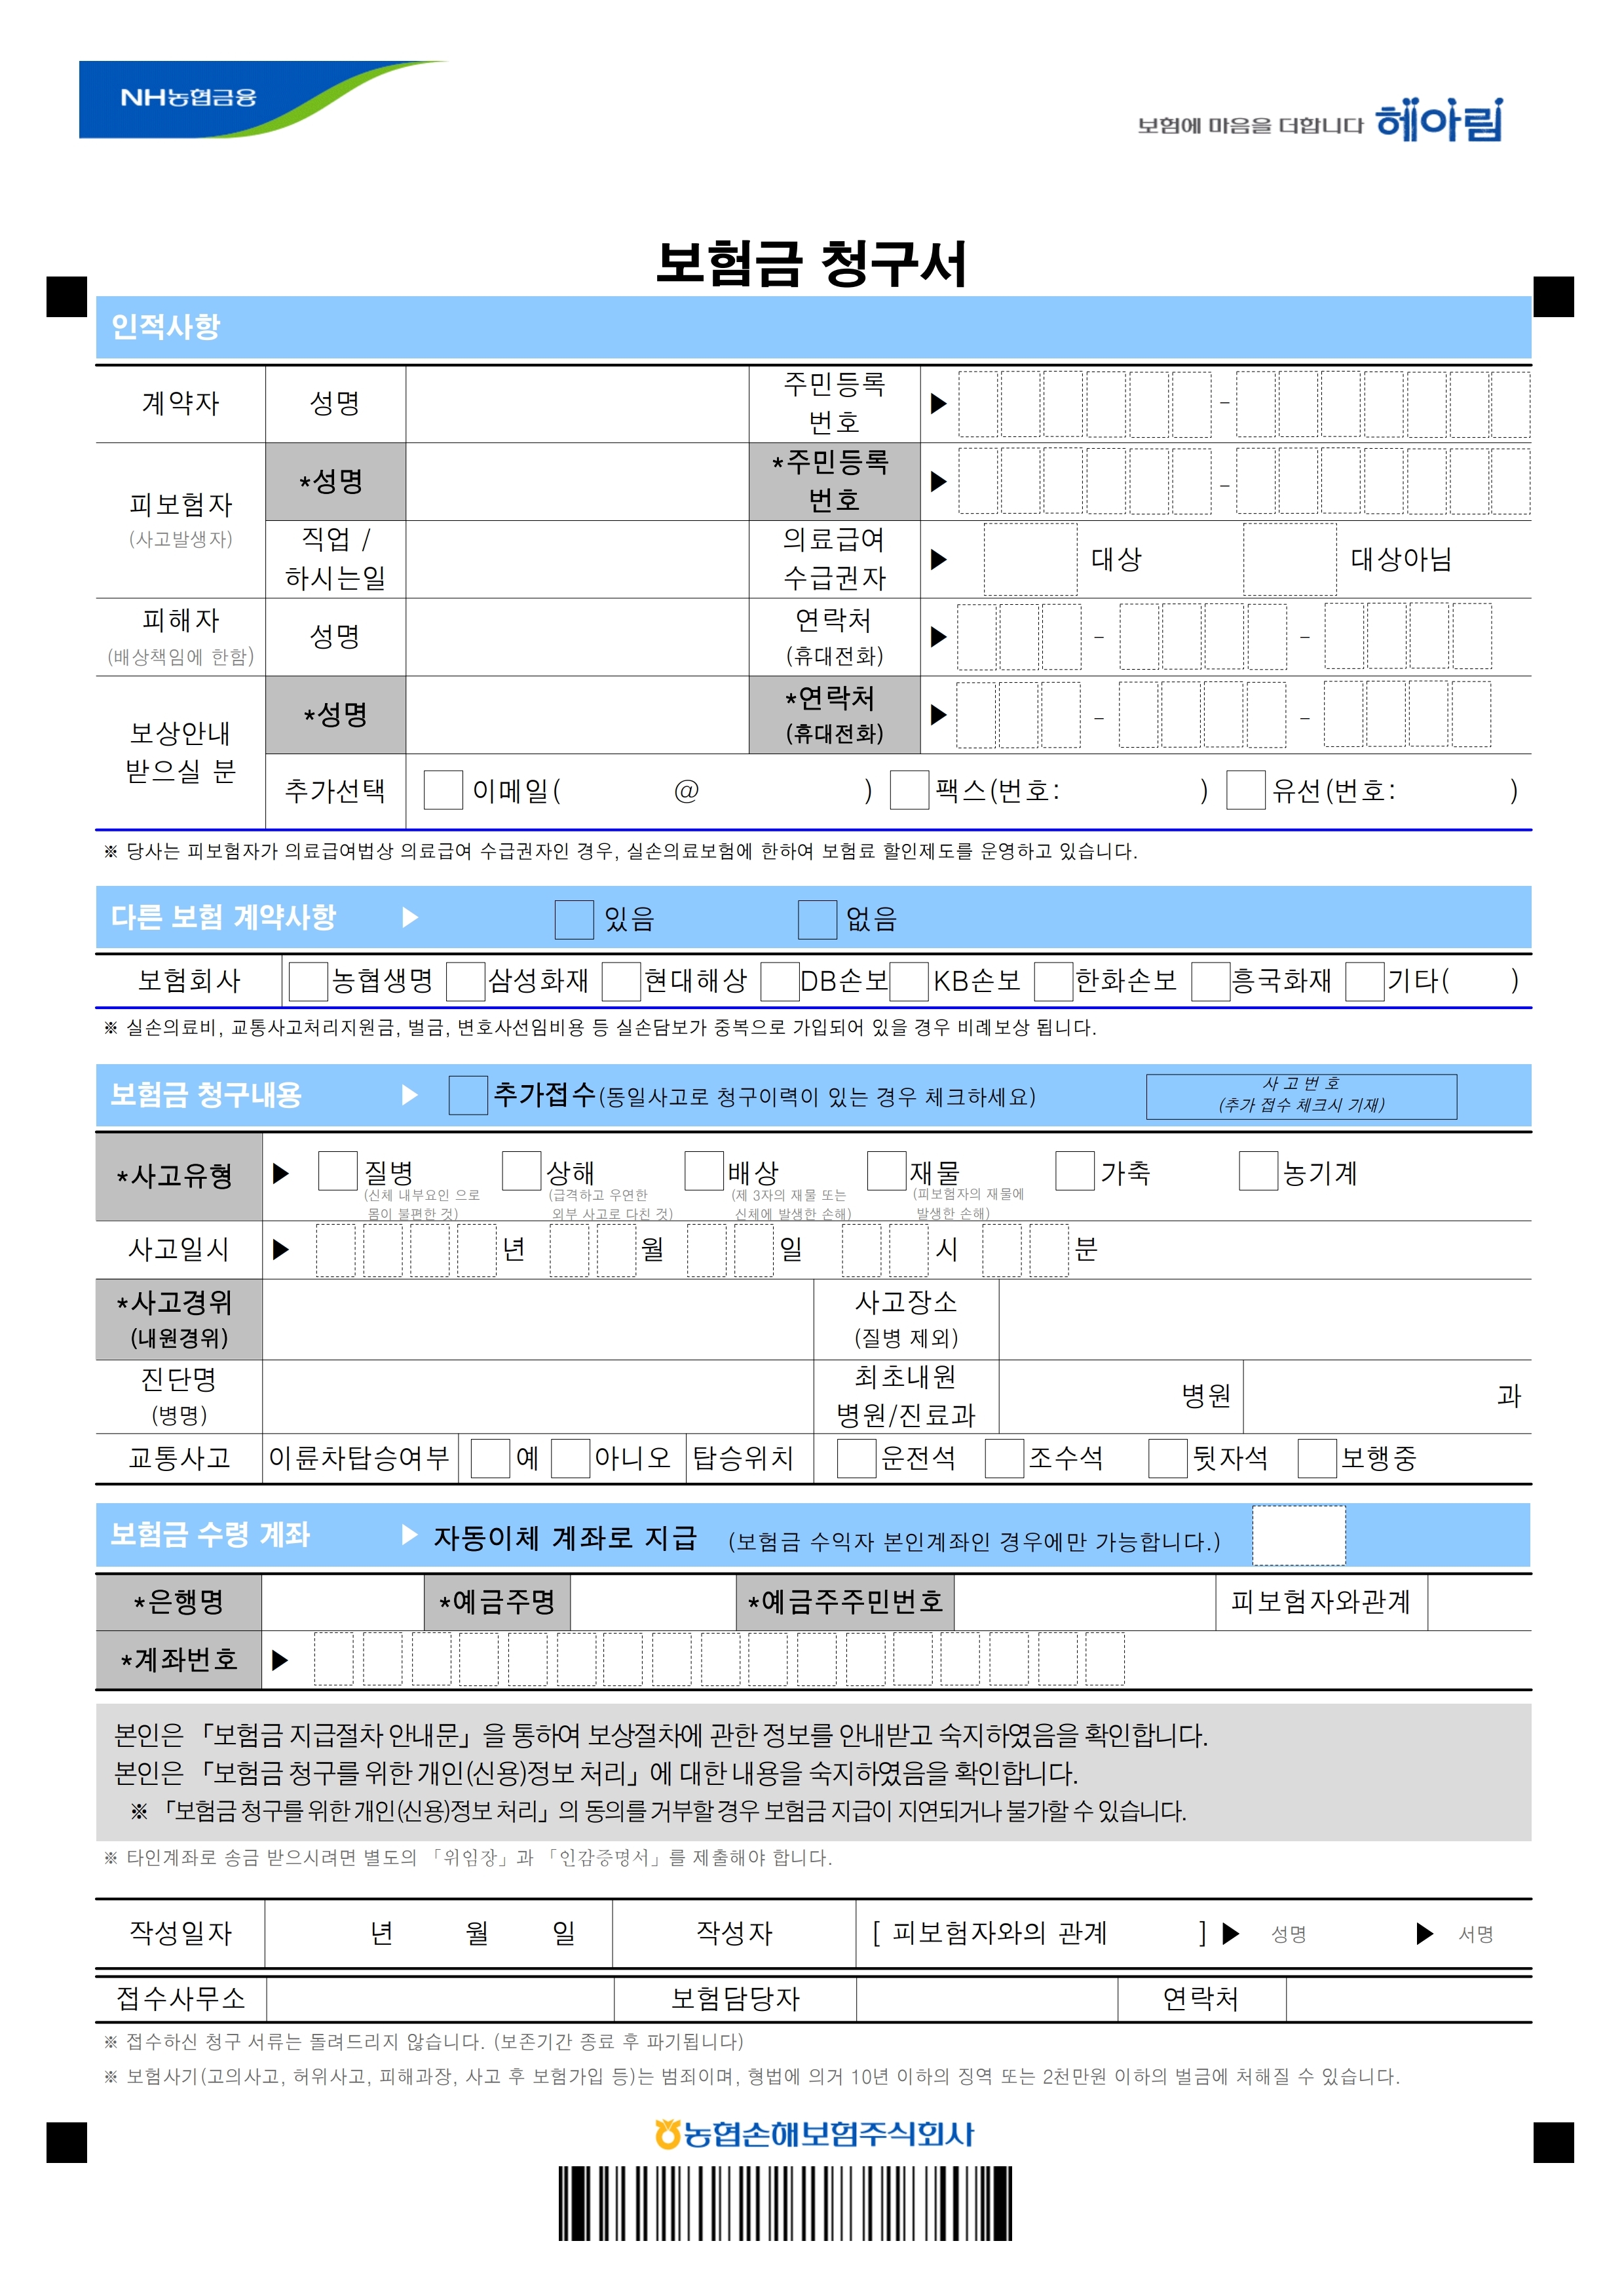 NH농협금융
보험에 마음을 더합니다 헤아림
보험금 청구서
인적사항
계약자 성명 주민등록 번호 ▶ -
피보험자 (사고발생자) *성명 *주민등록 번호 ▶ -
직업 / 하시는일 의료급여 수급권자 ▶ 대상 대상아님
피해자 (배상책임에 한함) 성명 연락처 (휴대전화) ▶ - -
보상안내 받으실 분 *성명 *연락처 (휴대전화) ▶ - -
추가선택 이메일( @ ) 팩스(번호: ) 유선(번호: )
※ 당사는 피보험자가 의료급여법상 의료급여 수급권자인 경우, 실손의료보험에 한하여 보험료 할인제도를 운영하고 있습니다.
다른 보험 계약사항 ▶ 있음 없음
보험회사 농협생명 삼성화재 현대해상 DB손보 KB손보 한화손보 흥국화재 기타( )
※ 실손의료비, 교통사고처리지원금, 벌금, 변호사선임비용 등 실손담보가 중복으로 가입되어 있을 경우 비례보상 됩니다.
보험금 청구내용 ▶ 추가접수(동일사고로 청구이력이 있는 경우 체크하세요) 사 고 번 호
(추가 접수 체크시 기재)
*사고유형 ▶ 질병 상해 배상 재물 가축 농기계
(신체 내부요인 으로 (급격하고 우연한 (제 3자의 재물 또는 (피보험자의 재물에
몸이 불편한 것) 외부 사고로 다친 것) 신체에 발생한 손해) 발생한 손해)
사고일시 ▶ 년 월 일 시 분
*사고경위 (내원경위) 사고장소 (질병 제외)
진단명 (병명) 최초내원 병원/진료과 병원 과
교통사고 이륜차탑승여부 예 아니오 탑승위치 운전석 조수석 뒷자석 보행중
보험금 수령 계좌 ▶ 자동이체 계좌로 지급 (보험금 수익자 본인계좌인 경우에만 가능합니다.)
*은행명 *예금주명 *예금주주민번호 피보험자와관계
*계좌번호 ▶
본인은 「보험금 지급절차 안내문」을 통하여 보상절차에 관한 정보를 안내받고 숙지하였음을 확인합니다.
본인은 「보험금 청구를 위한 개인(신용)정보 처리」에 대한 내용을 숙지하였음을 확인합니다.
※ 「보험금 청구를 위한 개인(신용)정보 처리」의 동의를 거부할 경우 보험금 지급이 지연되거나 불가할 수 있습니다.
※ 타인계좌로 송금 받으시려면 별도의 「위임장」과 「인감증명서」를 제출해야 합니다.
작성일자 년 월 일 작성자 [ 피보험자와의 관계 ] ▶ 성명 ▶ 서명
접수사무소 보험담당자 연락처
※ 접수하신 청구 서류는 돌려드리지 않습니다. (보존기간 종료 후 파기됩니다)
※ 보험사기(고의사고, 허위사고, 피해과장, 사고 후 보험가입 등)는 범죄이며, 형법에 의거 10년 이하의 징역 또는 2천만원 이하의 벌금에 처해질 수 있습니다.
농협손해보험주식회사